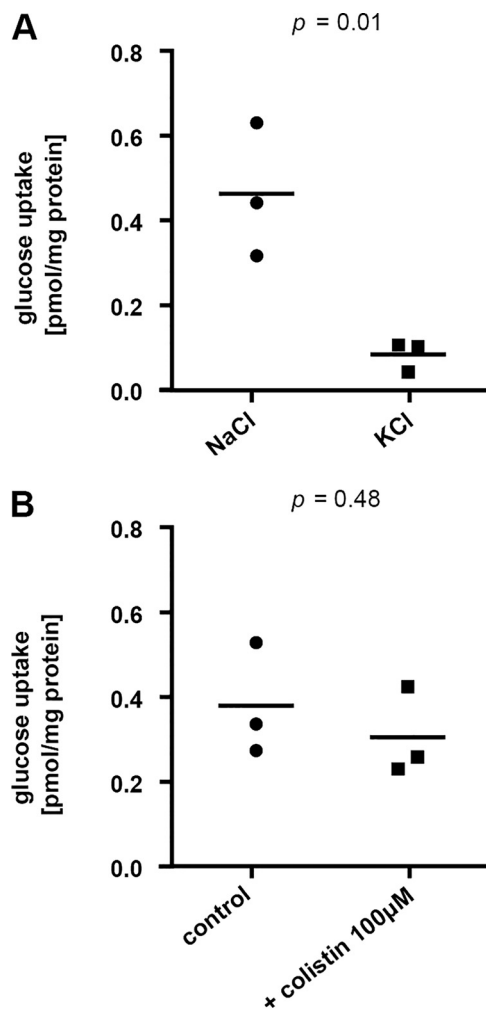 A
p = 0.01
glucose uptake
[pmol/mg protein]
0.8
0.6
0.4
0.2
0.0
NaCl
KCl
B
p = 0.48
glucose uptake
[pmol/mg protein]
0.8
0.6
0.4
0.2
0.0
control
+ colistin 100µM